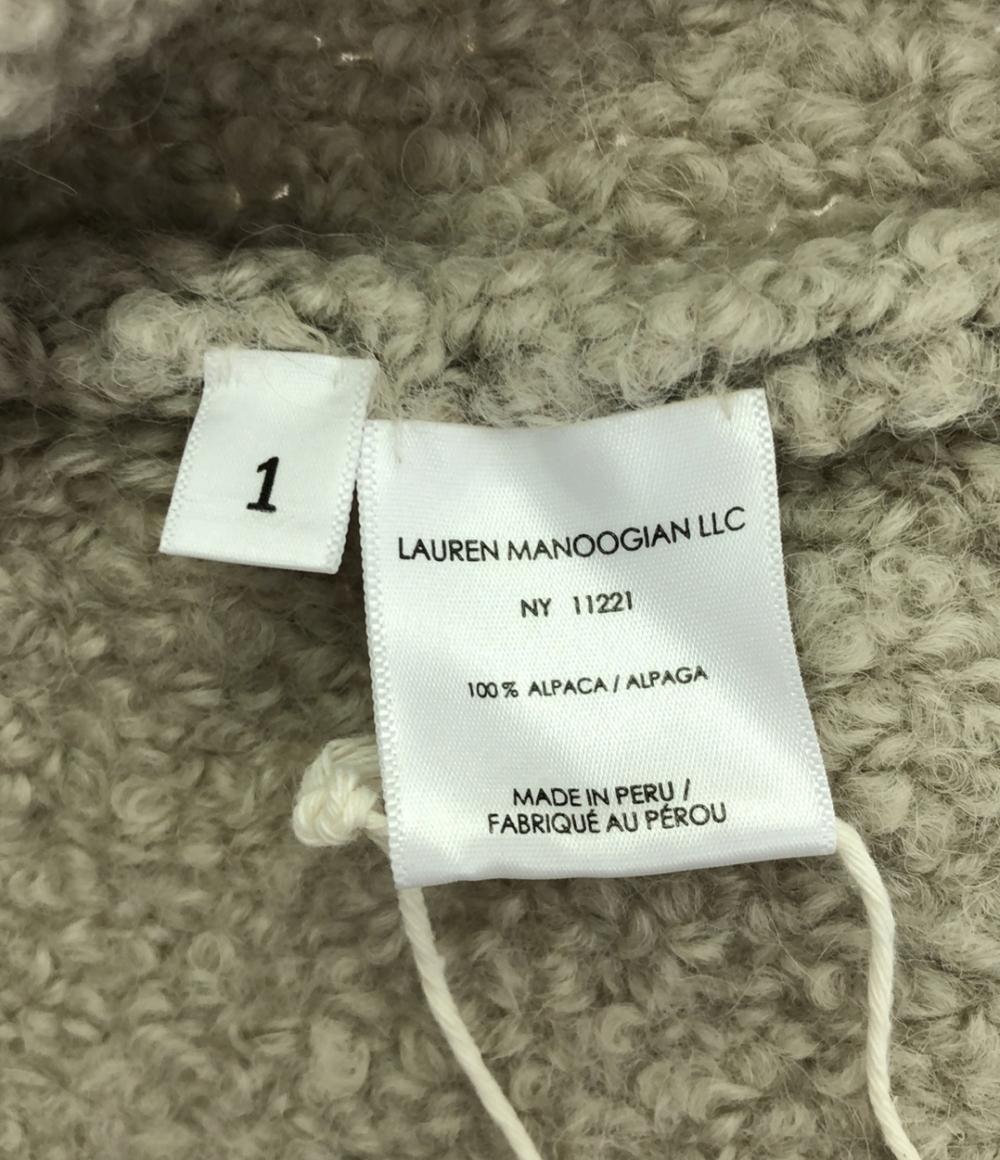 1
LAUREN MANOOGIAN LLC
NY 11221
100% ALPACA / ALPAGA
MADE IN PERU /
FABRIQUÉ AU PÉROU